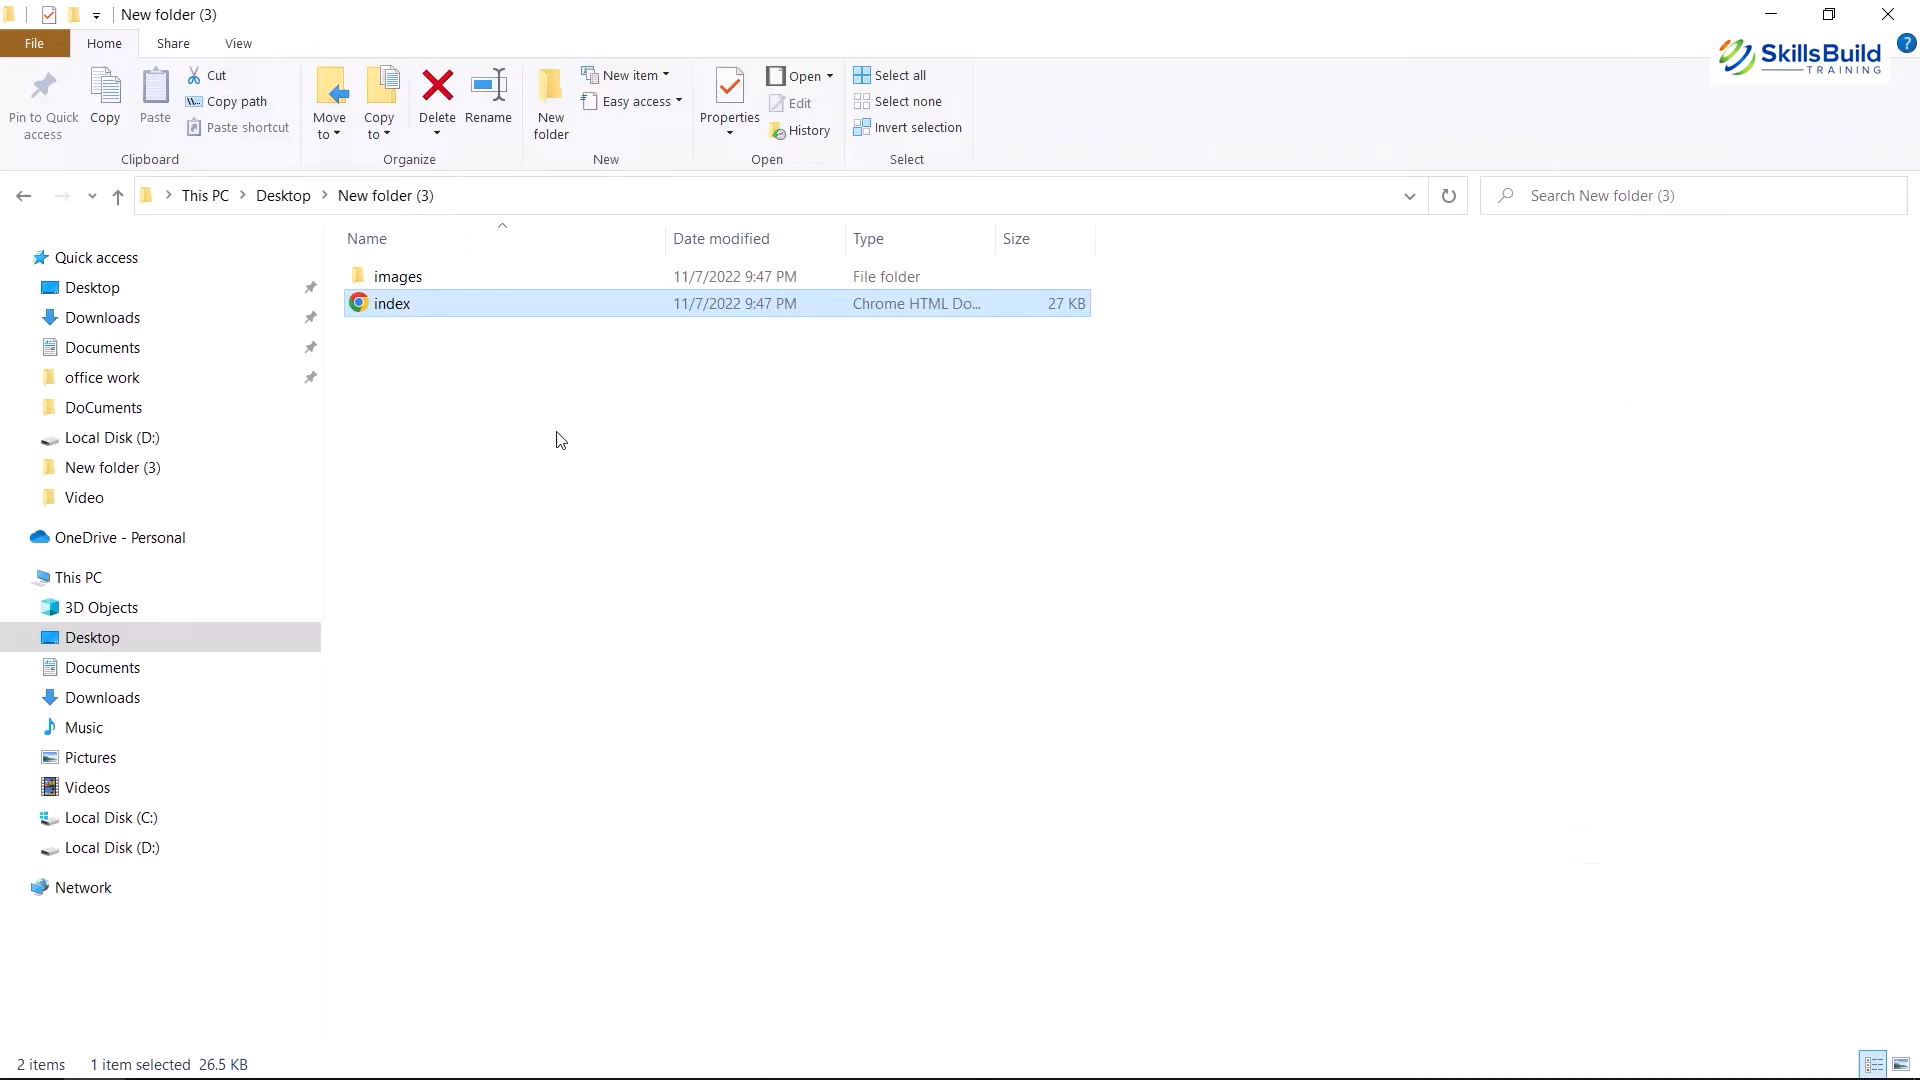 New folder (3)
File
Home
Share
View
?
SkillsBuild
TRAINING
Pin to Quick
access
Copy
Paste
Cut
Copy path
Paste shortcut
Clipboard
Move
to
Copy
to
Delete
Rename
Organize
New
folder
New item
Easy access
New
Properties
Open
Edit
History
Open
Select all
Select none
Invert selection
Select
This PC
Desktop
New folder (3)
Search New folder (3)
Name
Date modified
Type
Size
images
11/7/2022 9:47 PM
File folder
index
11/7/2022 9:47 PM
Chrome HTML Do...
27 KB
Quick access
Desktop
Downloads
Documents
office work
DoCuments
Local Disk (D:)
New folder (3)
Video
OneDrive - Personal
This PC
3D Objects
Desktop
Documents
Downloads
Music
Pictures
Videos
Local Disk (C:)
Local Disk (D:)
Network
2 items
1 item selected 26.5 KB